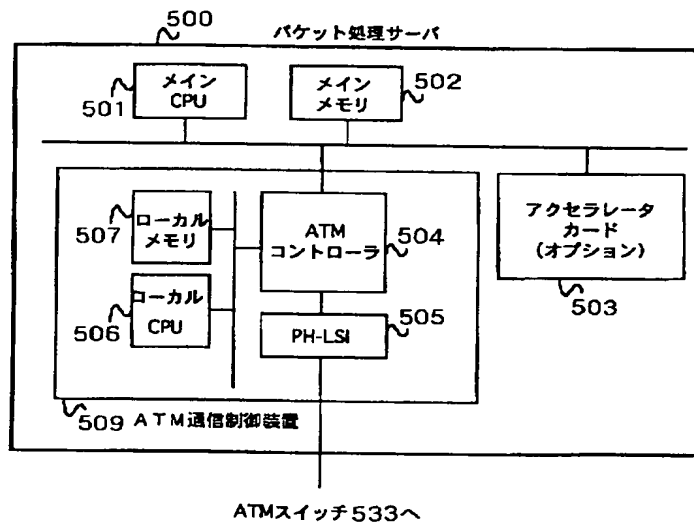 500
パケット処理サーバ
メイン
CPU
501
メイン
メモリ
502
ローカル
メモリ
507
ATM
コントローラ
504
アクセラレータ
カード
(オプション)
503
ローカル
CPU
506
PH-LSI
505
509 ATM通信制御装置
ATMスイッチ533へ